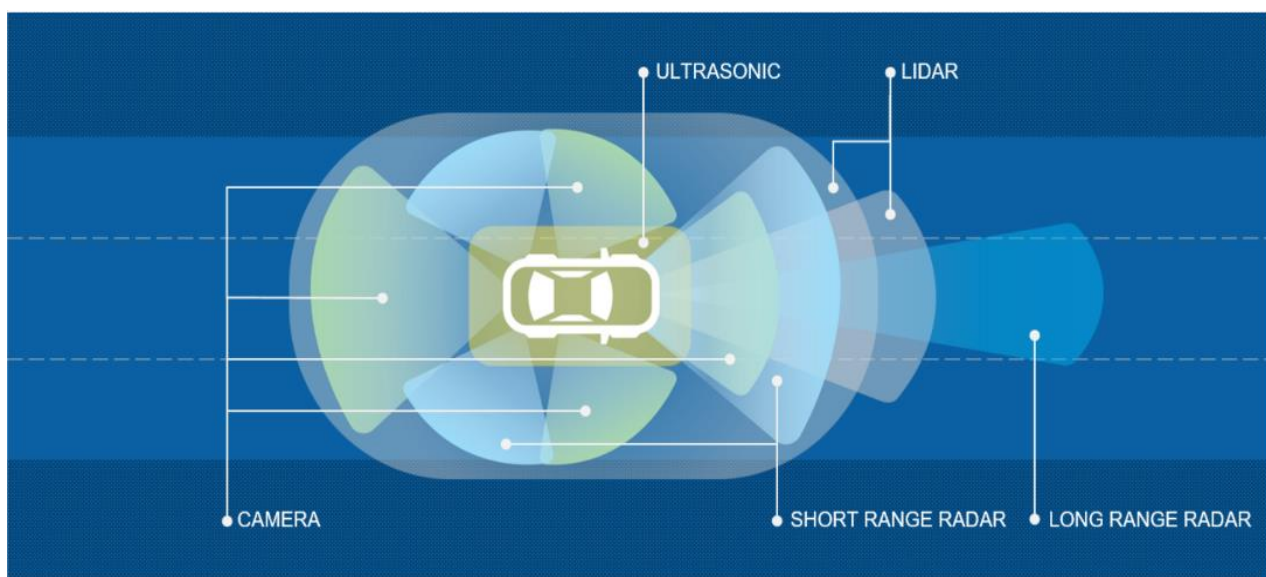 ULTRASONIC
LIDAR
CAMERA
SHORT RANGE RADAR
LONG RANGE RADAR